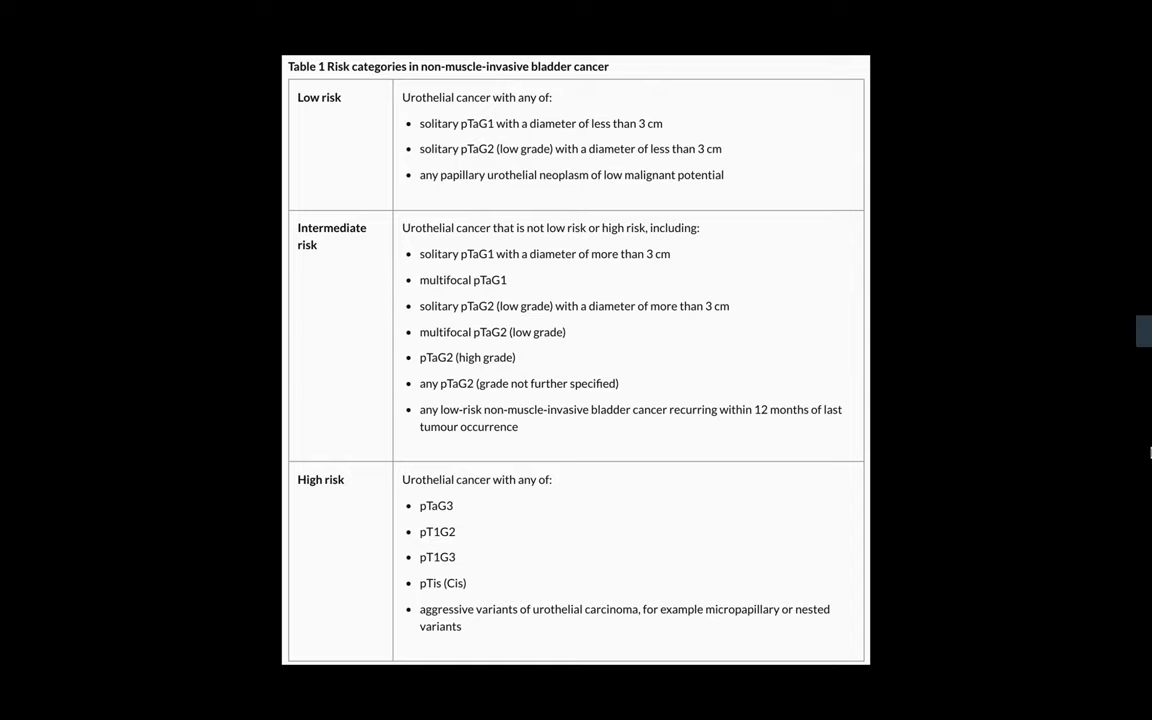 Table 1 Risk categories in non-muscle-invasive bladder cancer
Low risk
Urothelial cancer with any of:
• solitary pTaG1 with a diameter of less than 3 cm
• solitary pTaG2 (low grade) with a diameter of less than 3 cm
• any papillary urothelial neoplasm of low malignant potential
Intermediate
risk
Urothelial cancer that is not low risk or high risk, including:
• solitary pTaG1 with a diameter of more than 3 cm
• multifocal pTaG1
• solitary pTaG2 (low grade) with a diameter of more than 3 cm
• multifocal pTaG2 (low grade)
• pTaG2 (high grade)
• any pTaG2 (grade not further specified)
• any low-risk non-muscle-invasive bladder cancer recurring within 12 months of last
tumour occurrence
High risk
Urothelial cancer with any of:
• pTaG3
• pT1G2
• pT1G3
• pTis (Cis)
• aggressive variants of urothelial carcinoma, for example micropapillary or nested
variants